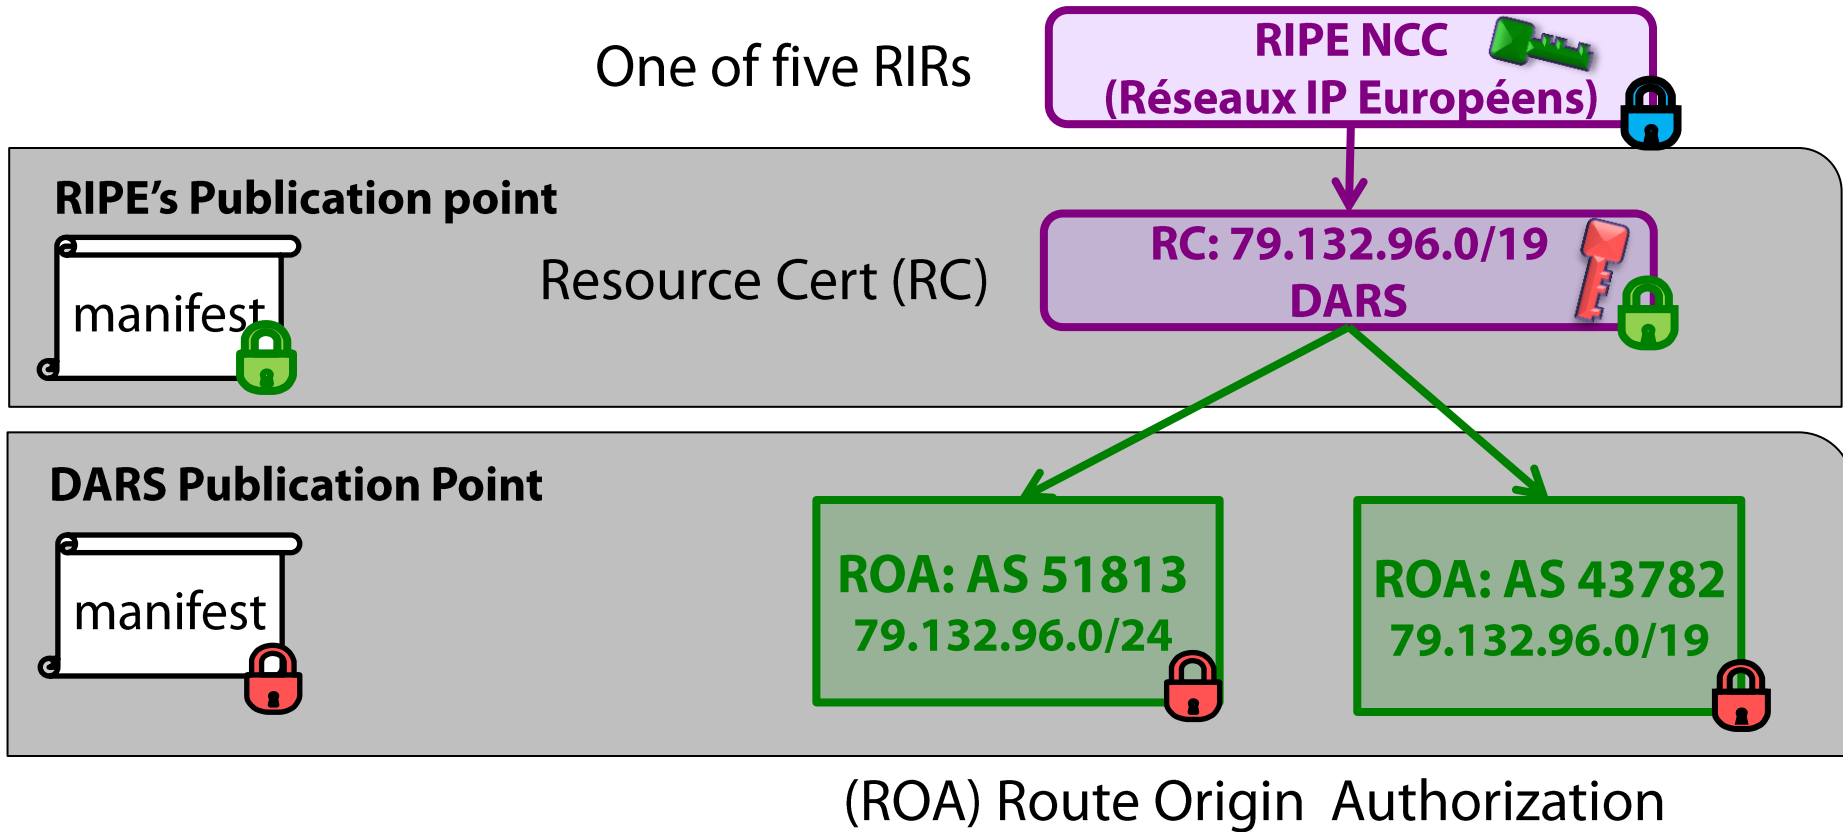 One of five RIRs
RIPE NCC
(Réseaux IP Européens)
RIPE’s Publication point
manifest
Resource Cert (RC)
RC: 79.132.96.0/19
DARS
DARS Publication Point
manifest
ROA: AS 51813
79.132.96.0/24
ROA: AS 43782
79.132.96.0/19
(ROA) Route Origin Authorization